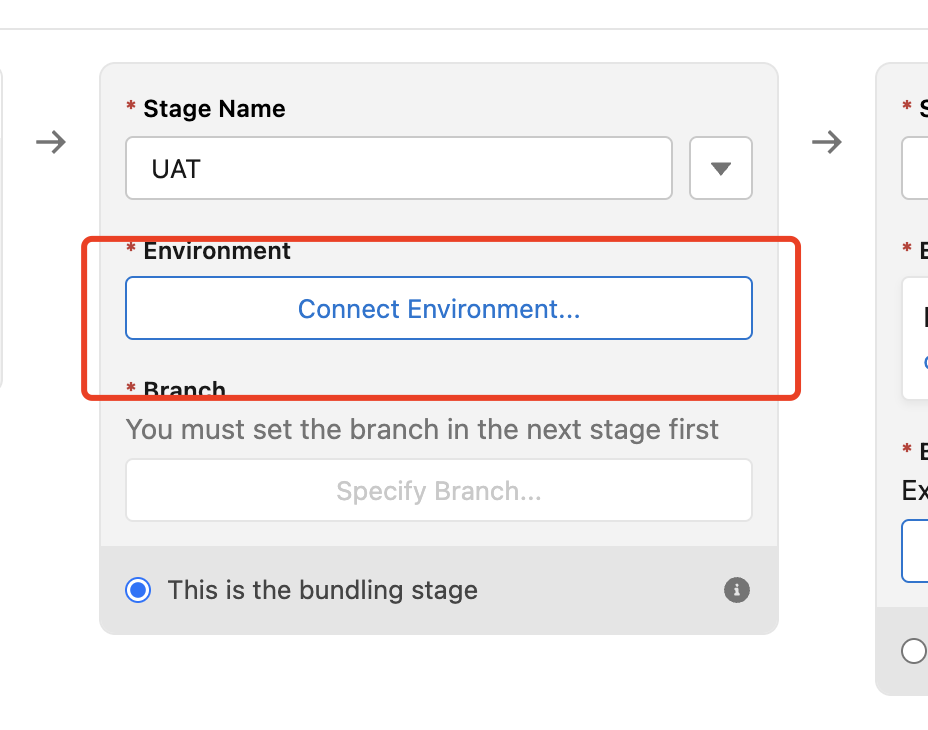 * Stage Name
UAT
* Environment
Connect Environment...
* Branch
You must set the branch in the next stage first
Specify Branch...
This is the bundling stage
*
*
*
Ex